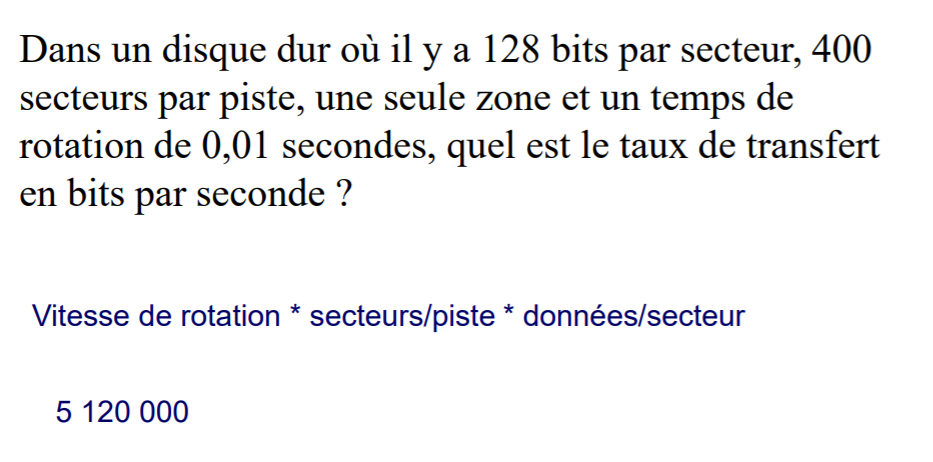 Dans un disque dur où il y a 128 bits par secteur, 400
secteurs par piste, une seule zone et un temps de
rotation de 0,01 secondes, quel est le taux de transfert
en bits par seconde ?
Vitesse de rotation * secteurs/piste * données/secteur
5 120 000